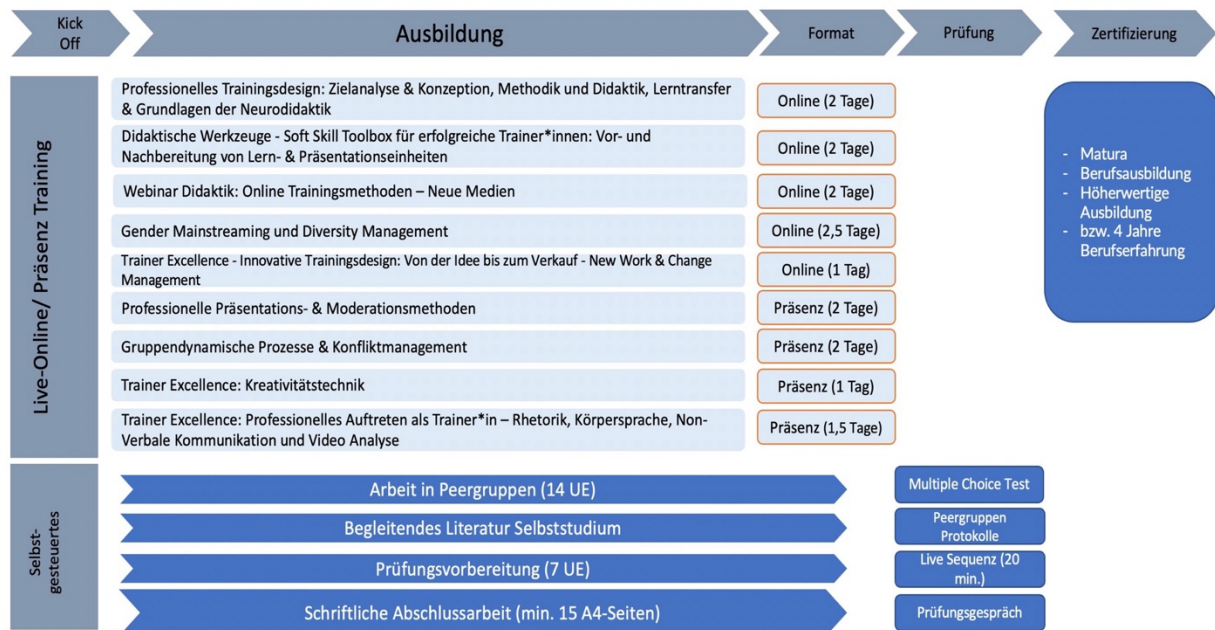 Kick
Off
Ausbildung
Format
Prüfung
Zertifizierung
Live-Online/ Präsenz Training
Professionelles Trainingsdesign: Zielanalyse & Konzeption, Methodik und Didaktik, Lerntransfer
& Grundlagen der Neurodidaktik
Online (2 Tage)
Didaktische Werkzeuge - Soft Skill Toolbox für erfolgreiche Trainer*innen: Vor- und
Nachbereitung von Lern- & Präsentationseinheiten
Online (2 Tage)
Webinar Didaktik: Online Trainingsmethoden – Neue Medien
Online (2 Tage)
Gender Mainstreaming und Diversity Management
Online (2,5 Tage)
Trainer Excellence - Innovative Trainingsdesign: Von der Idee bis zum Verkauf - New Work & Change
Management
Online (1 Tag)
Professionelle Präsentations- & Moderationsmethoden
Präsenz (2 Tage)
Gruppendynamische Prozesse & Konfliktmanagement
Präsenz (2 Tage)
Trainer Excellence: Kreativitätstechnik
Präsenz (1 Tag)
Trainer Excellence: Professionelles Auftreten als Trainer*in – Rhetorik, Körpersprache, Non-
Verbale Kommunikation und Video Analyse
Präsenz (1,5 Tage)
- Matura
- Berufsausbildung
- Höherwertige
Ausbildung
- bzw. 4 Jahre
Berufserfahrung
Selbst-
gesteuertes
Arbeit in Peergruppen (14 UE)
Multiple Choice Test
Begleitendes Literatur Selbststudium
Peergruppen
Protokolle
Prüfungsvorbereitung (7 UE)
Live Sequenz (20
min.)
Schriftliche Abschlussarbeit (min. 15 A4-Seiten)
Prüfungsgespräch